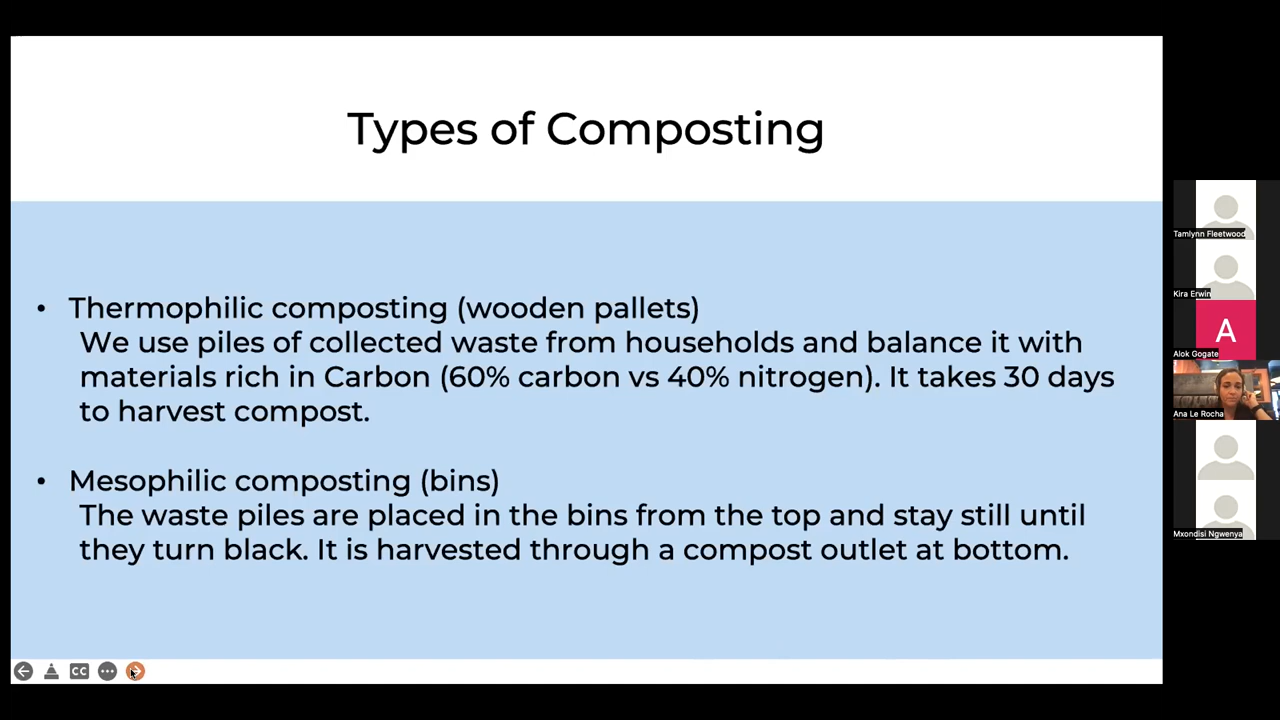 Types of Composting
• Thermophilic composting (wooden pallets)
We use piles of collected waste from households and balance it with
materials rich in Carbon (60% carbon vs 40% nitrogen). It takes 30 days
to harvest compost.
• Mesophilic composting (bins)
The waste piles are placed in the bins from the top and stay still until
they turn black. It is harvested through a compost outlet at bottom.
CC
Tamlynn Fleetwood
Kira Erwin
A
Alok Gogate
Ana Le Rocha
Mxondisi Ngwenya